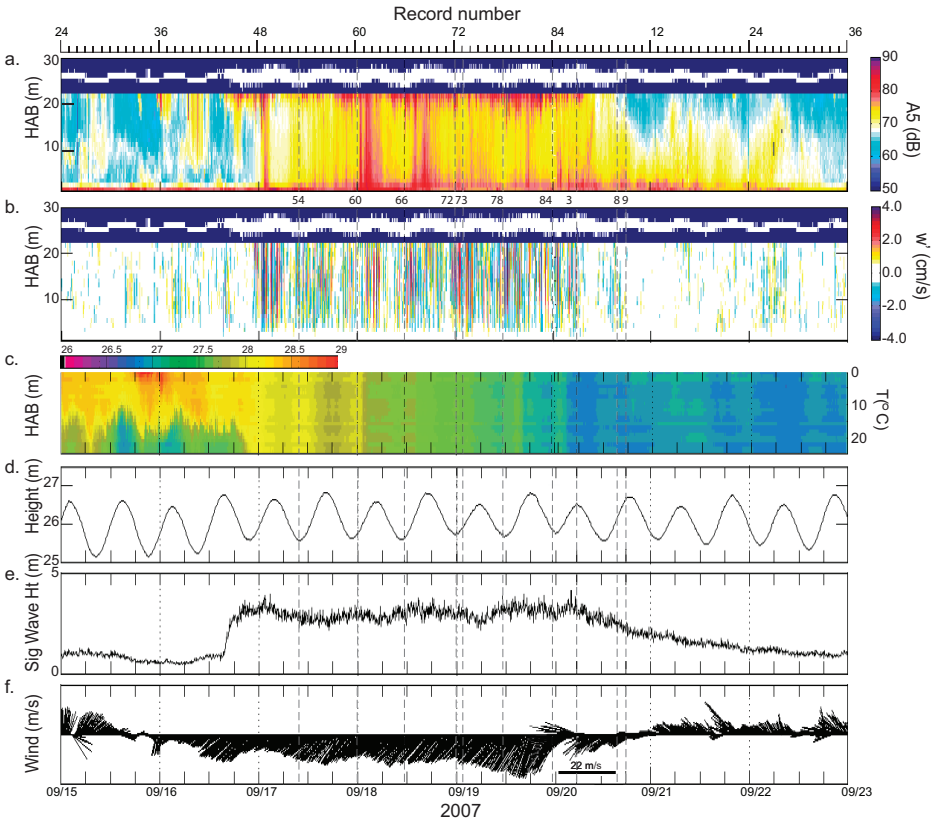 Record number
24 36 48 60 72 84 12 36
a.
30
20
10
HAB (m)
90
80
70
60
50
A5 (dB)
54 60 66 72 73 78 84 3 8 9
b.
30
20
10
HAB (m)
4.0
2.0
0.0
-2.0
-4.0
w' (cm/s)
c.
26 26.5 27 27.5 28 28.5 29
HAB (m)
0
10
20
T(°C)
d.
27
26
25
Height (m)
e.
5
0
Sig Wave Ht (m)
f.
Wind (m/s)
22 m/s
09/15 09/16 09/17 09/18 09/19 09/20 09/21 09/22 09/23
2007